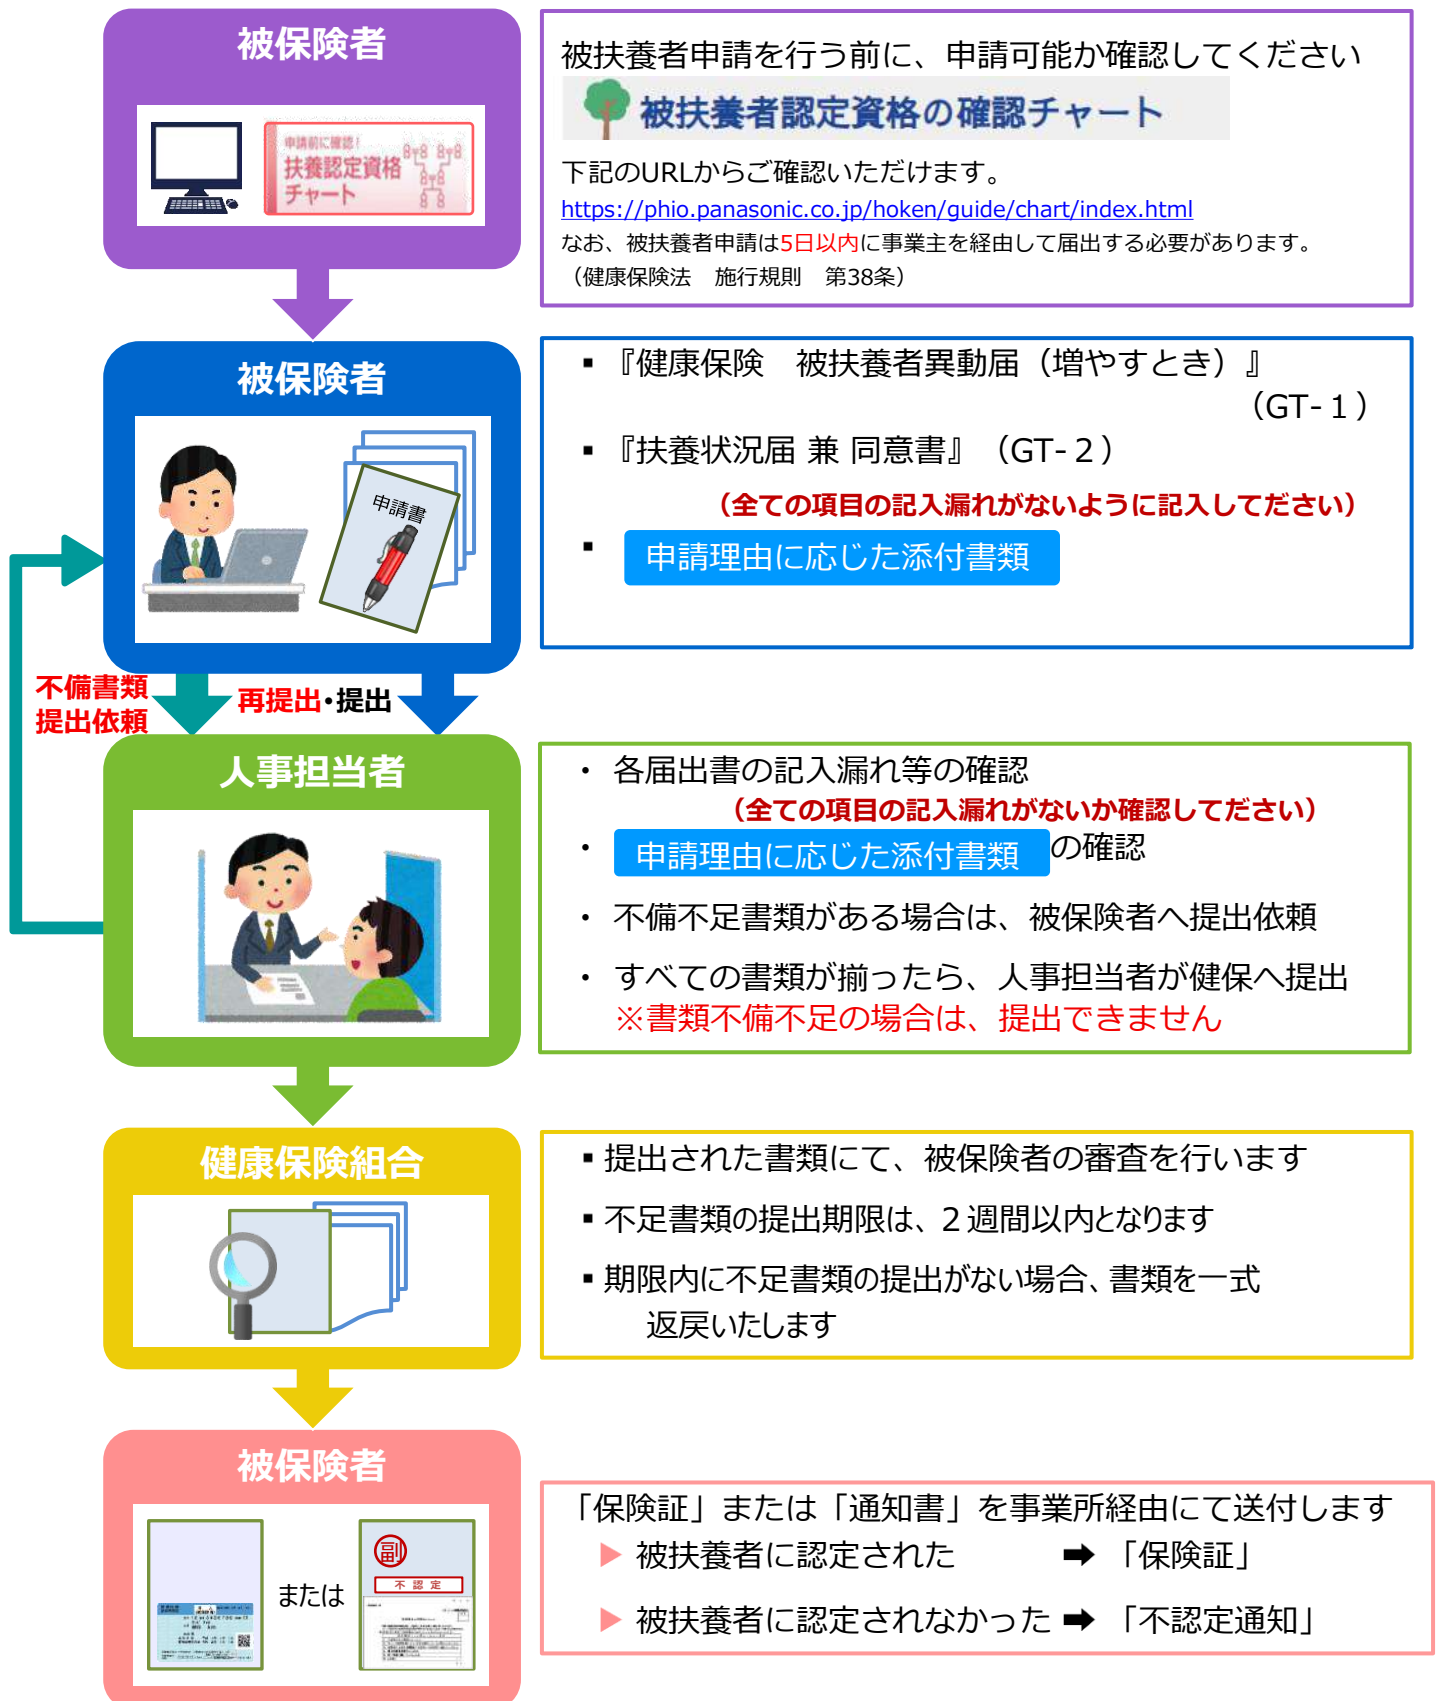 被保険者
申請前に確認！
扶養認定資格
チャート
被扶養者申請を行う前に、申請可能か確認してください
被扶養者認定資格の確認チャート
下記のURLからご確認いただけます。
https://phio.panasonic.co.jp/hoken/guide/chart/index.html
なお、被扶養者申請は5日以内に事業主を経由して届出する必要があります。
（健康保険法　施行規則　第38条）
被保険者
申請書
▪『健康保険　被扶養者異動届（増やすとき）』
（GT-１）
▪『扶養状況届 兼 同意書』（GT-２）
（全ての項目の記入漏れがないように記入してださい）
▪ 申請理由に応じた添付書類
不備書類
提出依頼
再提出・提出
人事担当者
・ 各届出書の記入漏れ等の確認
（全ての項目の記入漏れがないか確認してださい）
・ 申請理由に応じた添付書類 の確認
・ 不備不足書類がある場合は、被保険者へ提出依頼
・ すべての書類が揃ったら、人事担当者が健保へ提出
※書類不備不足の場合は、提出できません
健康保険組合
▪提出された書類にて、被保険者の審査を行います
▪不足書類の提出期限は、２週間以内となります
▪期限内に不足書類の提出がない場合、書類を一式
返戻いたします
被保険者
または
副
不認定
「保険証」または「通知書」を事業所経由にて送付します
▶ 被扶養者に認定された ➡ 「保険証」
▶ 被扶養者に認定されなかった ➡ 「不認定通知」